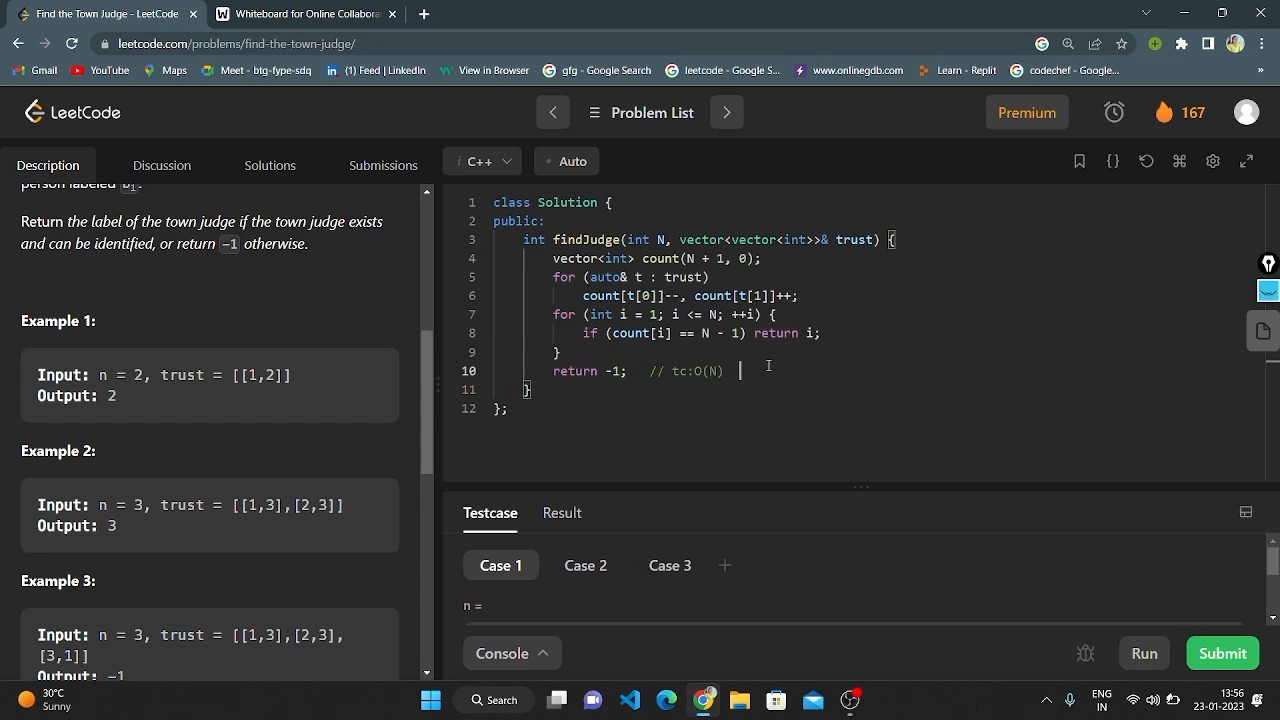 Find the Town Judge - LeetCode
Whiteboard for Online Collabora
leetcode.com/problems/find-the-town-judge/
Gmail YouTube Maps Meet - btg-fype-sdq (1) Feed | LinkedIn View in Browser gfg - Google Search leetcode - Google S... www.onlinegdb.com Learn - Replit codechef - Google... »
LeetCode
Problem List
Premium
167
Description Discussion Solutions Submissions
i C++
Auto
person labeled
Return the label of the town judge if the town judge exists
and can be identified, or return -1 otherwise.
Example 1:
Input: n = 2, trust = [[1,2]]
Output: 2
Example 2:
Input: n = 3, trust = [[1,3],[2,3]]
Output: 3
Example 3:
Input: n = 3, trust = [[1,3],[2,3],
[3,1]]
Output: -1
1 class Solution {
2 public:
3 int findJudge(int N, vector<vector<int>>& trust) {
4 vector<int> count(N + 1, 0);
5 for (auto& t : trust)
6 count[t[0]]--, count[t[1]]++;
7 for (int i = 1; i <= N; ++i) {
8 if (count[i] == N - 1) return i;
9 }
10 return -1; // tc:O(N)
11 }
12 };
Testcase Result
Case 1 Case 2 Case 3 +
n =
Console
Run
Submit
30°C
Sunny
Search
ENG
IN
13:56
23-01-2023